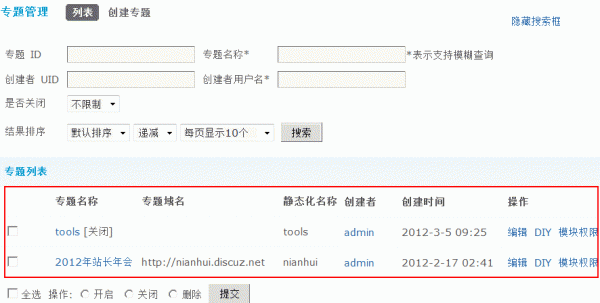 专题管理 列表 创建专题
隐藏搜索框
专题 ID 专题名称* *表示支持模糊查询
创建者 UID 创建者用户名*
是否关闭 不限制
结果排序 默认排序 递减 每页显示10个 搜索
专题列表
专题名称 专题域名 静态化名称 创建者 创建时间 操作
tools [关闭] tools admin 2012-3-5 09:25 编辑 DIY 模块权限
2012年站长年会 http://nianhui.discuz.net nianhui admin 2012-2-17 02:41 编辑 DIY 模块权限
全选 操作: 开启 关闭 删除 提交